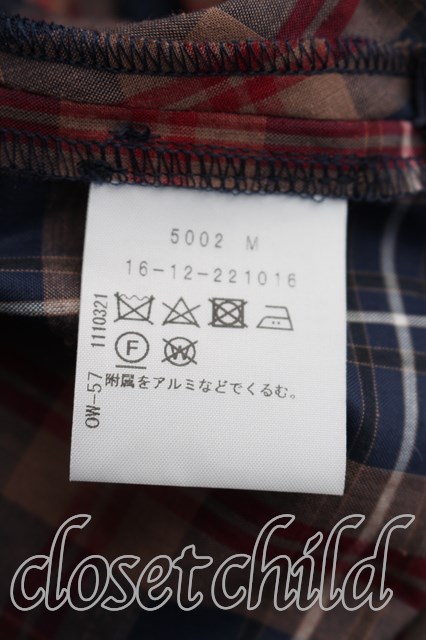 5002 M
16-12-221016
F
W
附属をアルミなどでくるむ。
OW-57 1110321
closet child